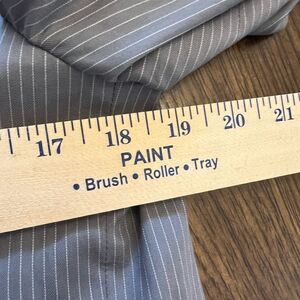 17 18 19 20 21
PAINT
• Brush • Roller • Tray